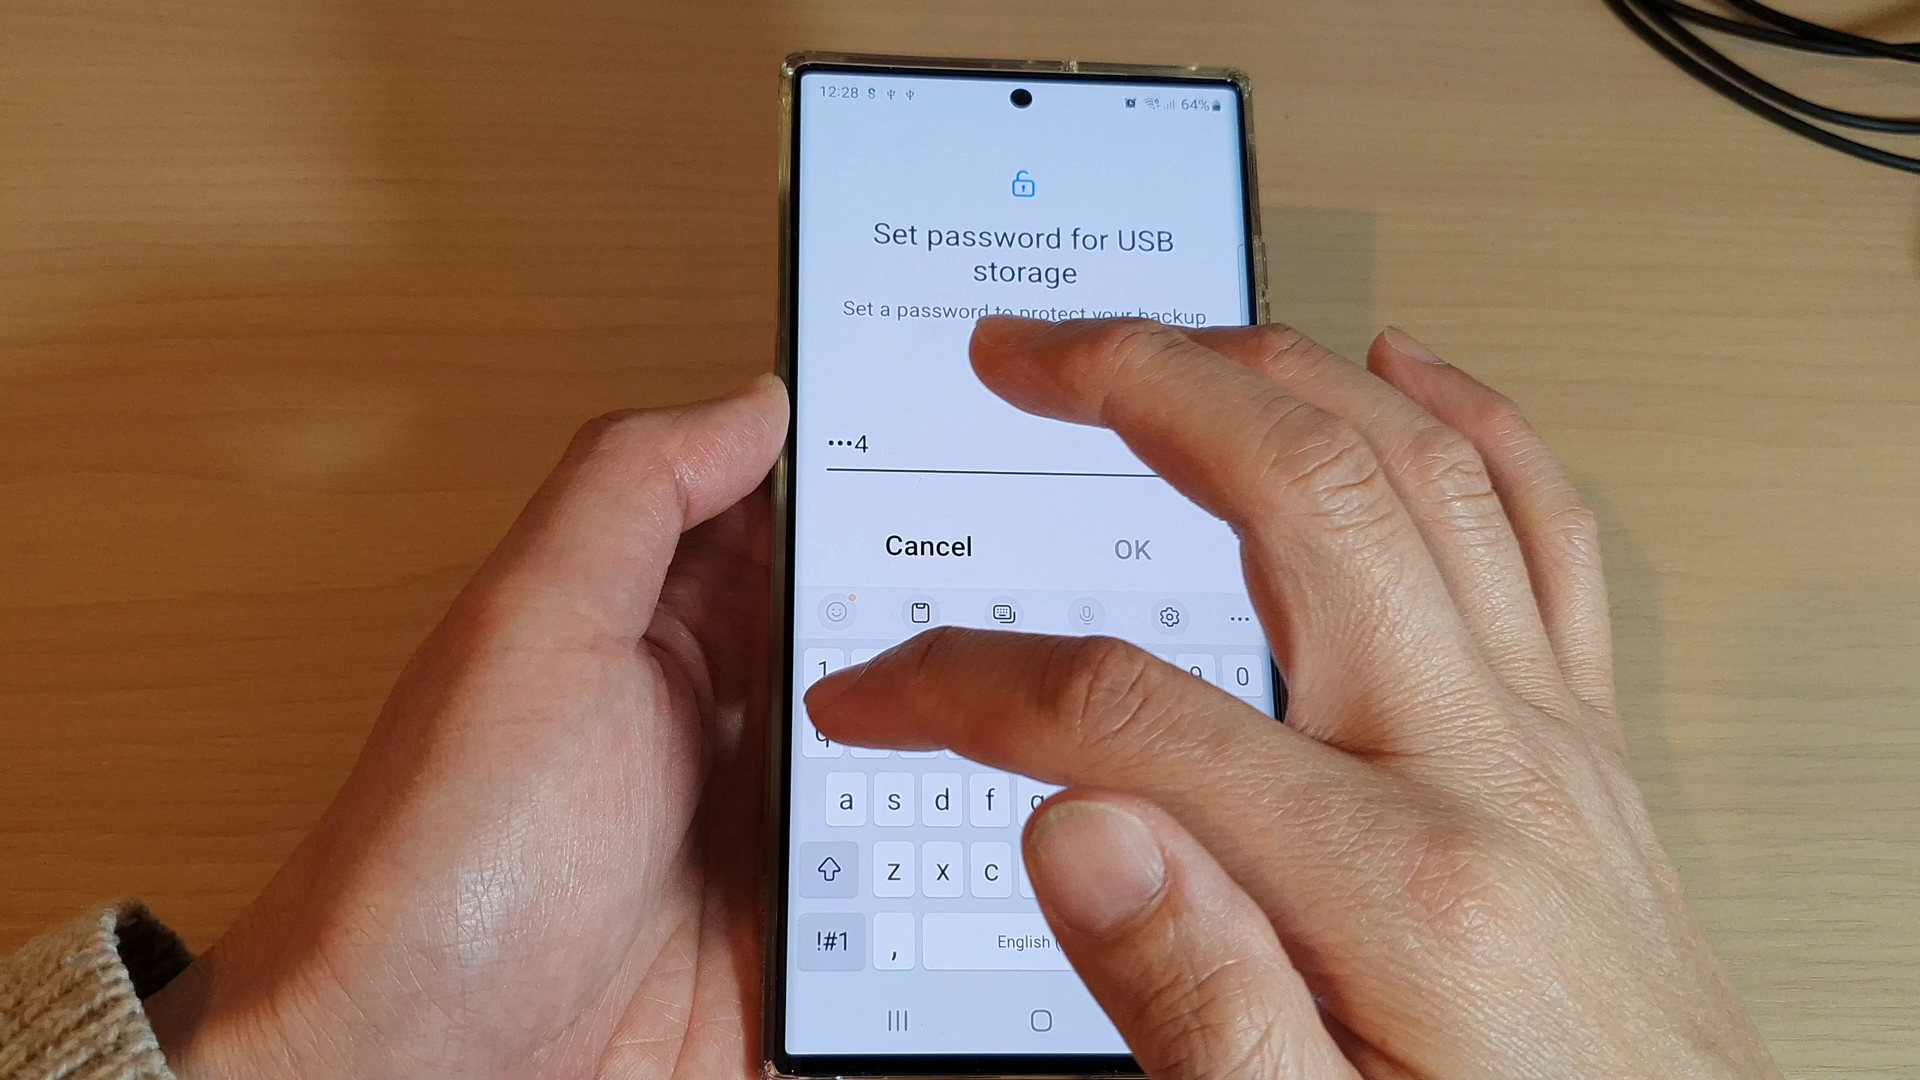 12:28
64%
Set password for USB
storage
Set a password to protect your backup
•••4
Cancel
OK
1 9 0
q
a s d f g
z x c
!#1 , English (